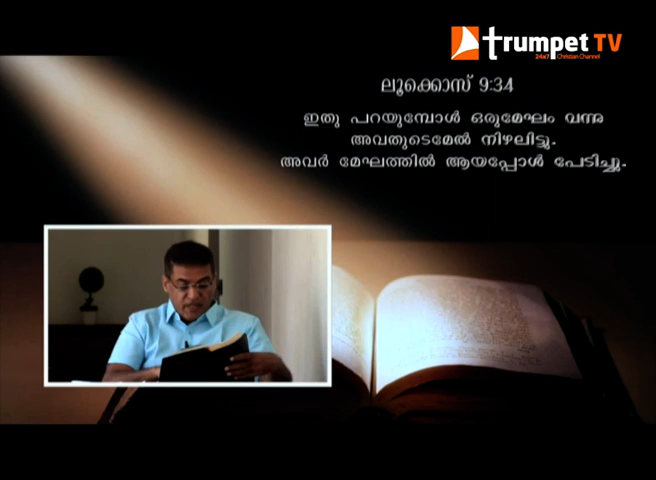 trumpet TV
24x7 Christian Channel
ലൂക്കൊസ് 9:34
ഇതു പറയുമ്പോൾ ഒരുമേഘം വന്നു
അവരുടെമേൽ നിഴലിട്ടു.
അവർ മേഘത്തിൽ ആയപ്പോൾ പേടിച്ചു.